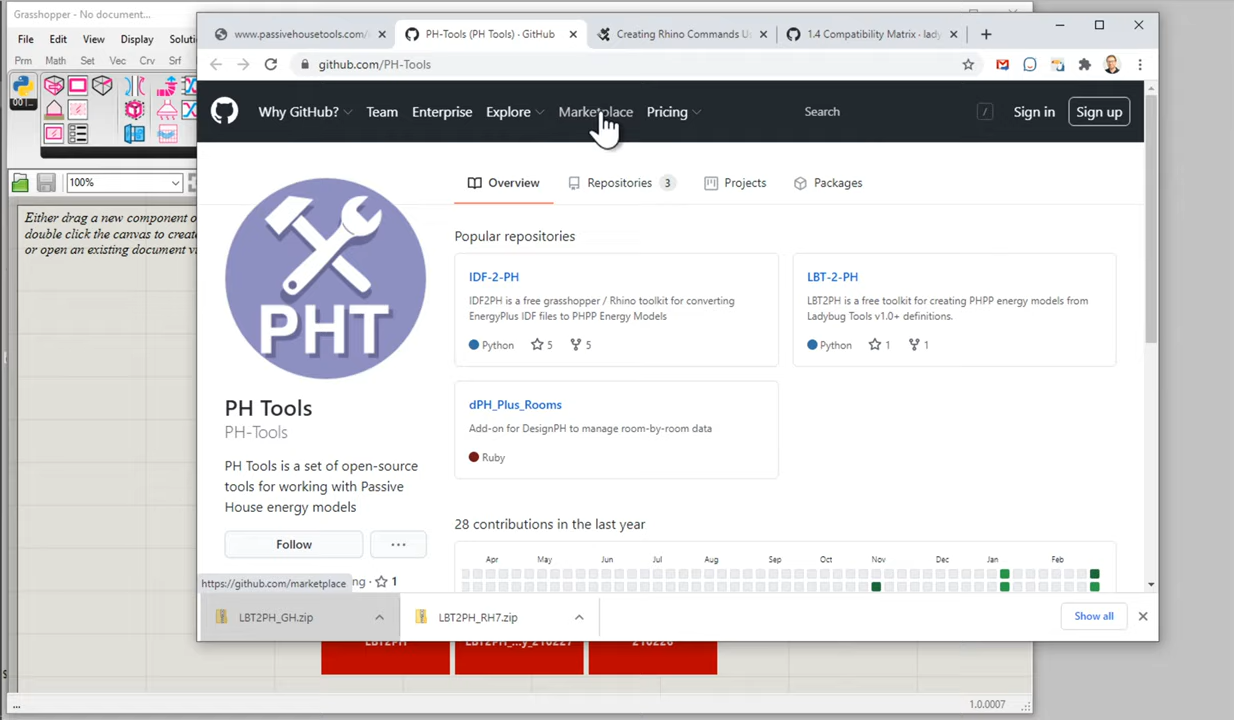 Grasshopper - No document...
File Edit View Display Soluti
Prm Math Set Vec Crv Srf
100%
Either drag a new component o
double click the canvas to create
or open an existing document vi
www.passivehousetools.com/
PH-Tools (PH Tools) · GitHub
Creating Rhino Commands U
1.4 Compatibility Matrix · lady
github.com/PH-Tools
Why GitHub? Team Enterprise Explore Marketplace Pricing Search / Sign in Sign up
Overview Repositories 3 Projects Packages
PHT
PH Tools
PH-Tools
PH Tools is a set of open-source
tools for working with Passive
House energy models
Follow ...
ng · 1
Popular repositories
IDF-2-PH
IDF2PH is a free grasshopper / Rhino toolkit for converting
EnergyPlus IDF files to PHPP Energy Models
Python 5 5
LBT-2-PH
LBT2PH is a free toolkit for creating PHPP energy models from
Ladybug Tools v1.0+ definitions.
Python 1 1
dPH_Plus_Rooms
Add-on for DesignPH to manage room-by-room data
Ruby
28 contributions in the last year
Apr May Jun Jul Aug Sep Oct Nov Dec Jan Feb
https://github.com/marketplace
LBT2PH_GH.zip
LBT2PH_RH7.zip
Show all
...
1.0.0007